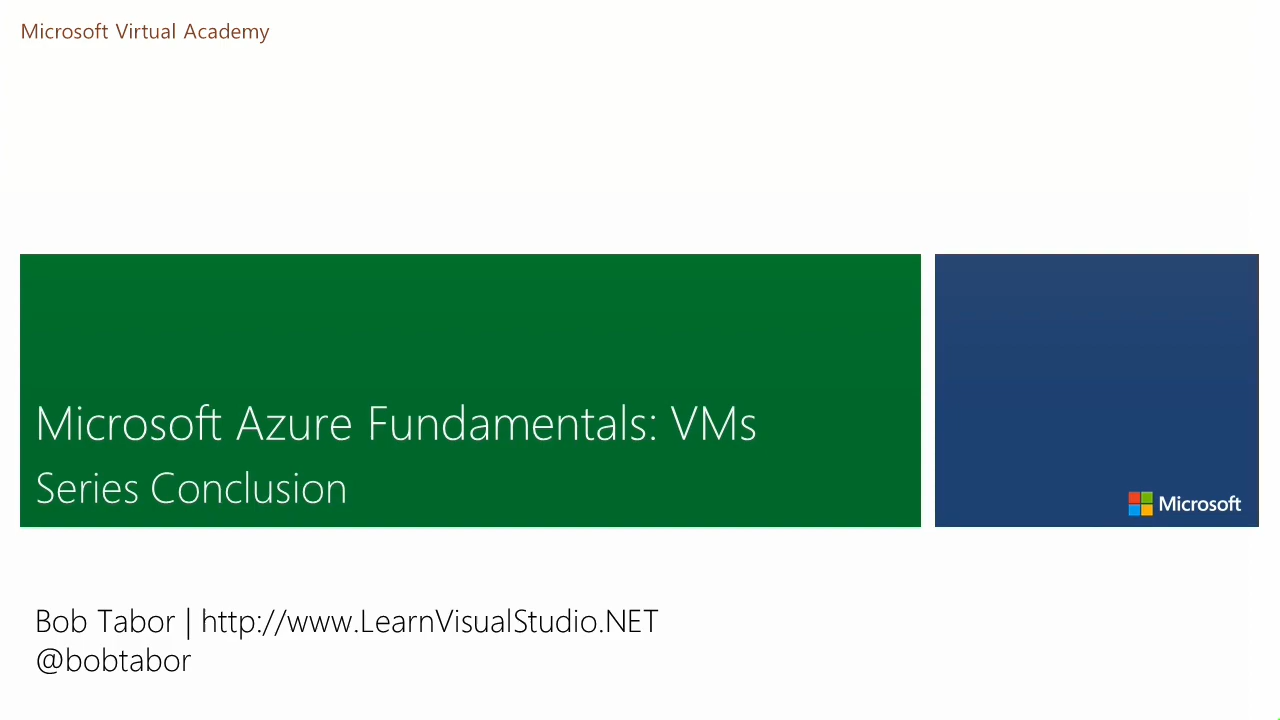 Microsoft Virtual Academy
Microsoft Azure Fundamentals: VMs
Series Conclusion
Microsoft
Bob Tabor | http://www.LearnVisualStudio.NET
@bobtabor